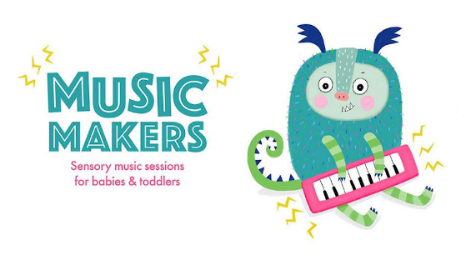 MUSIC
MAKERS
Sensory music sessions
for babies & toddlers